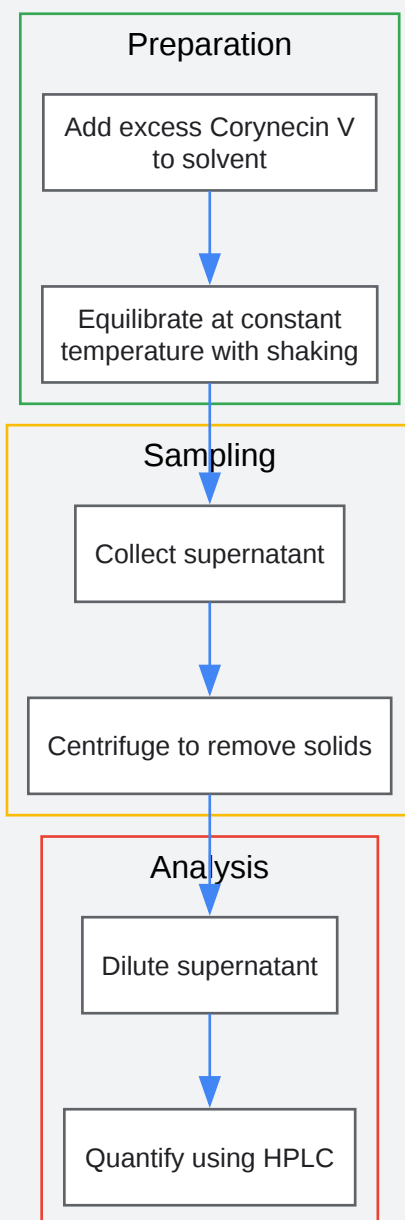 Preparation
Add excess Corynecin V
to solvent
Equilibrate at constant
temperature with shaking
Sampling
Collect supernatant
Centrifuge to remove solids
Analysis
Dilute supernatant
Quantify using HPLC